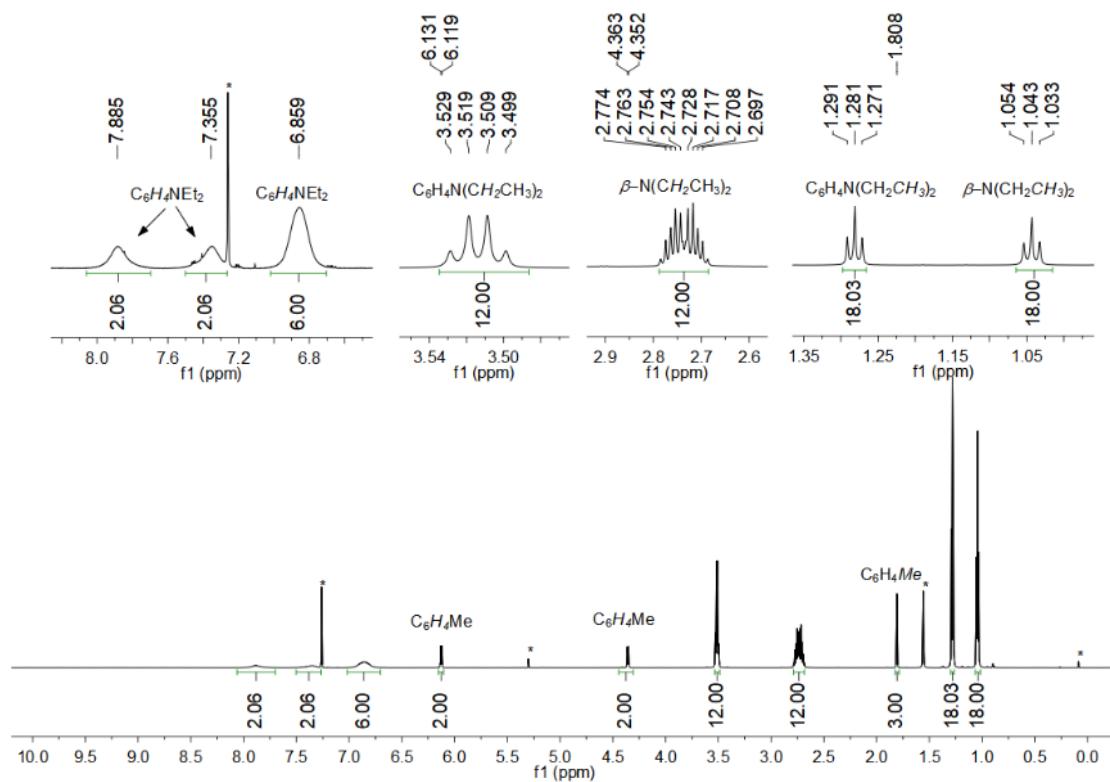 6.131
6.119
4.363
4.352
1.808
7.885
7.355
*
6.859
3.529
3.519
3.509
3.499
2.774
2.763
2.754
2.743
2.728
2.717
2.708
2.697
1.291
1.281
1.271
1.054
1.043
1.033
C₆H₄NEt₂
C₆H₄NEt₂
C₆H₄N(CH₂CH₃)₂
β–N(CH₂CH₃)₂
C₆H₄N(CH₂CH₃)₂
β–N(CH₂CH₃)₂
2.06
2.06
6.00
12.00
12.00
18.03
18.00
8.0 7.6 7.2 6.8
f1 (ppm)
3.54 3.50
f1 (ppm)
2.9 2.8 2.7 2.6
f1 (ppm)
1.35 1.25 1.15 1.05
f1 (ppm)
C₆H₄Me
*
*
C₆H₄Me
C₆H₄Me
*
*
2.06
2.06
6.00
2.00
2.00
12.00
12.00
3.00
18.03
18.00
10.0 9.5 9.0 8.5 8.0 7.5 7.0 6.5 6.0 5.5 5.0 4.5 4.0 3.5 3.0 2.5 2.0 1.5 1.0 0.5 0.0
f1 (ppm)